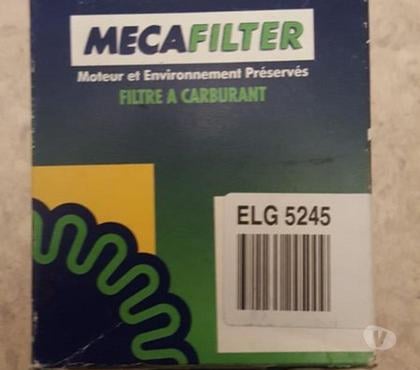 MECAFILTER
Moteur et Environnement Préservés
FILTRE A CARBURANT
ELG 5245
V